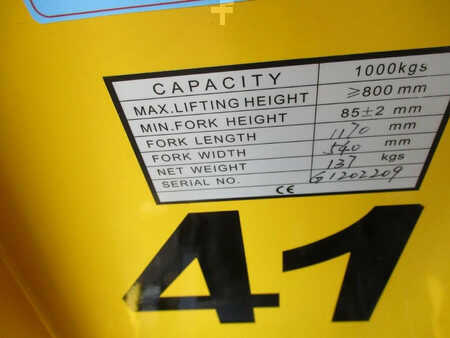 CAPACITY 1000kgs
MAX.LIFTING HEIGHT ≥800 mm
MIN.FORK HEIGHT 85±2 mm
FORK LENGTH 1170 mm
FORK WIDTH 540 mm
NET WEIGHT 137 kgs
SERIAL NO. G1202209
CE
41